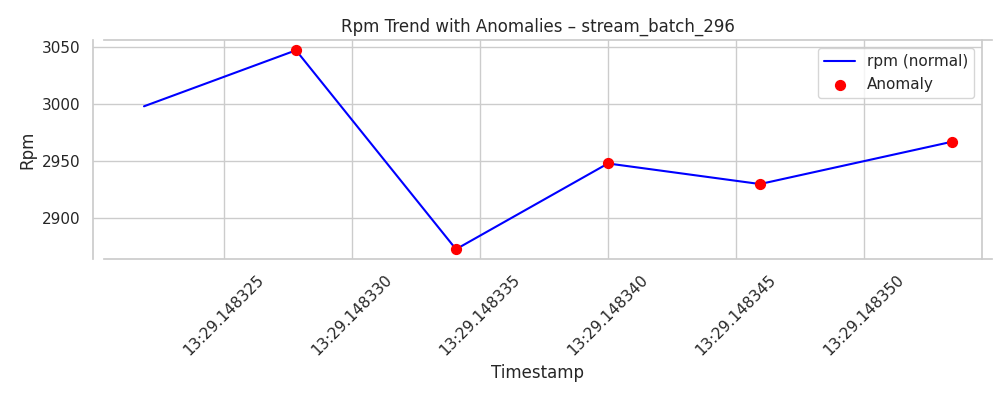 Rpm Trend with Anomalies – stream_batch_296
rpm (normal)
Anomaly
Rpm
3050
3000
2950
2900
13:29.148325
13:29.148330
13:29.148335
13:29.148340
13:29.148345
13:29.148350
Timestamp